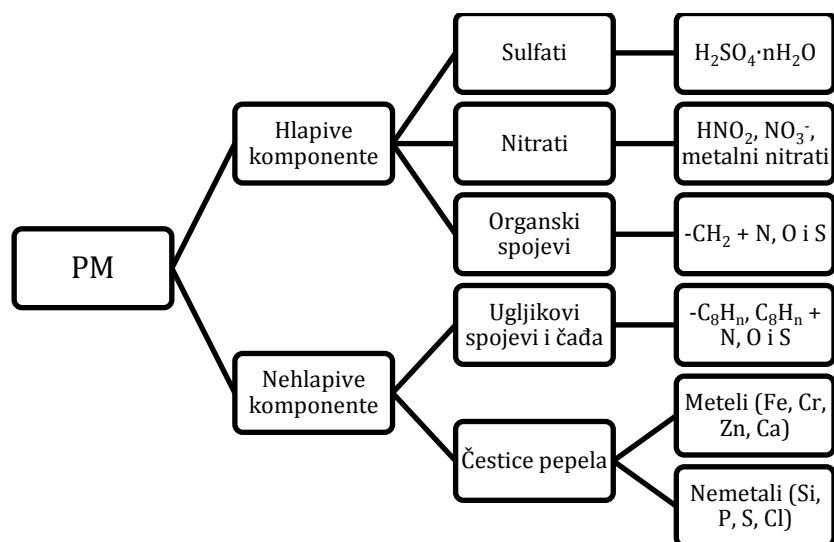 PM
Hlapive
komponente
Sulfati
H₂SO₄·nH₂O
Nitrati
HNO₂, NO₃⁻,
metalni nitrati
Organski
spojevi
-CH₂ + N, O i S
Nehlapive
komponente
Ugljikovi
spojevi i čađa
-C₈Hₙ, C₈Hₙ +
N, O i S
Čestice pepela
Meteli (Fe, Cr,
Zn, Ca)
Nemetali (Si,
P, S, Cl)